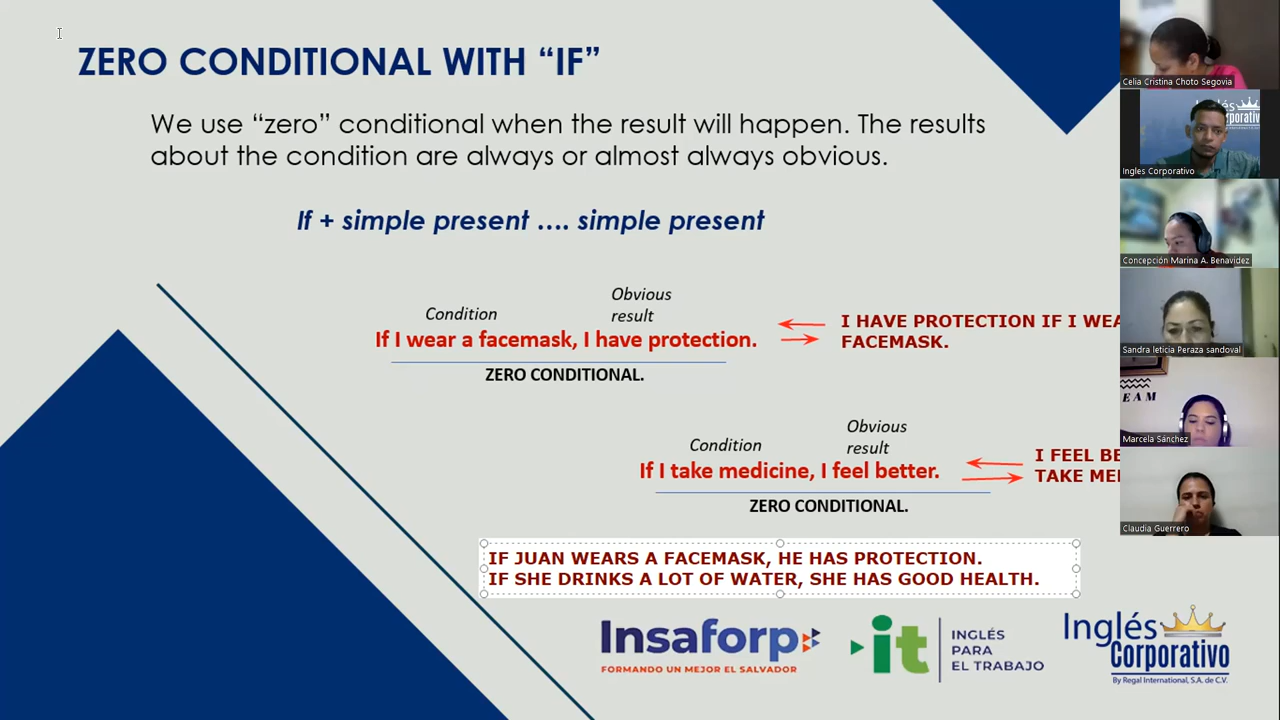 ZERO CONDITIONAL WITH “IF”
We use “zero” conditional when the result will happen. The results
about the condition are always or almost always obvious.
If + simple present .... simple present
Condition
Obvious
result
If I wear a facemask, I have protection.
ZERO CONDITIONAL.
I HAVE PROTECTION IF I WEA
FACEMASK.
Condition
Obvious
result
If I take medicine, I feel better.
ZERO CONDITIONAL.
I FEEL BE
TAKE ME
IF JUAN WEARS A FACEMASK, HE HAS PROTECTION.
IF SHE DRINKS A LOT OF WATER, SHE HAS GOOD HEALTH.
Insaforp
FORMANDO UN MEJOR EL SALVADOR
it
INGLÉS
PARA
EL TRABAJO
Inglés
Corporativo
By Regal International, S.A. de C.V.
Celia Cristina Choto Segovia
Ingles Corporativo
Concepción Marina A. Benavidez
Sandra leticia Peraza sandoval
EAM
Marcela Sánchez
Claudia Guerrero